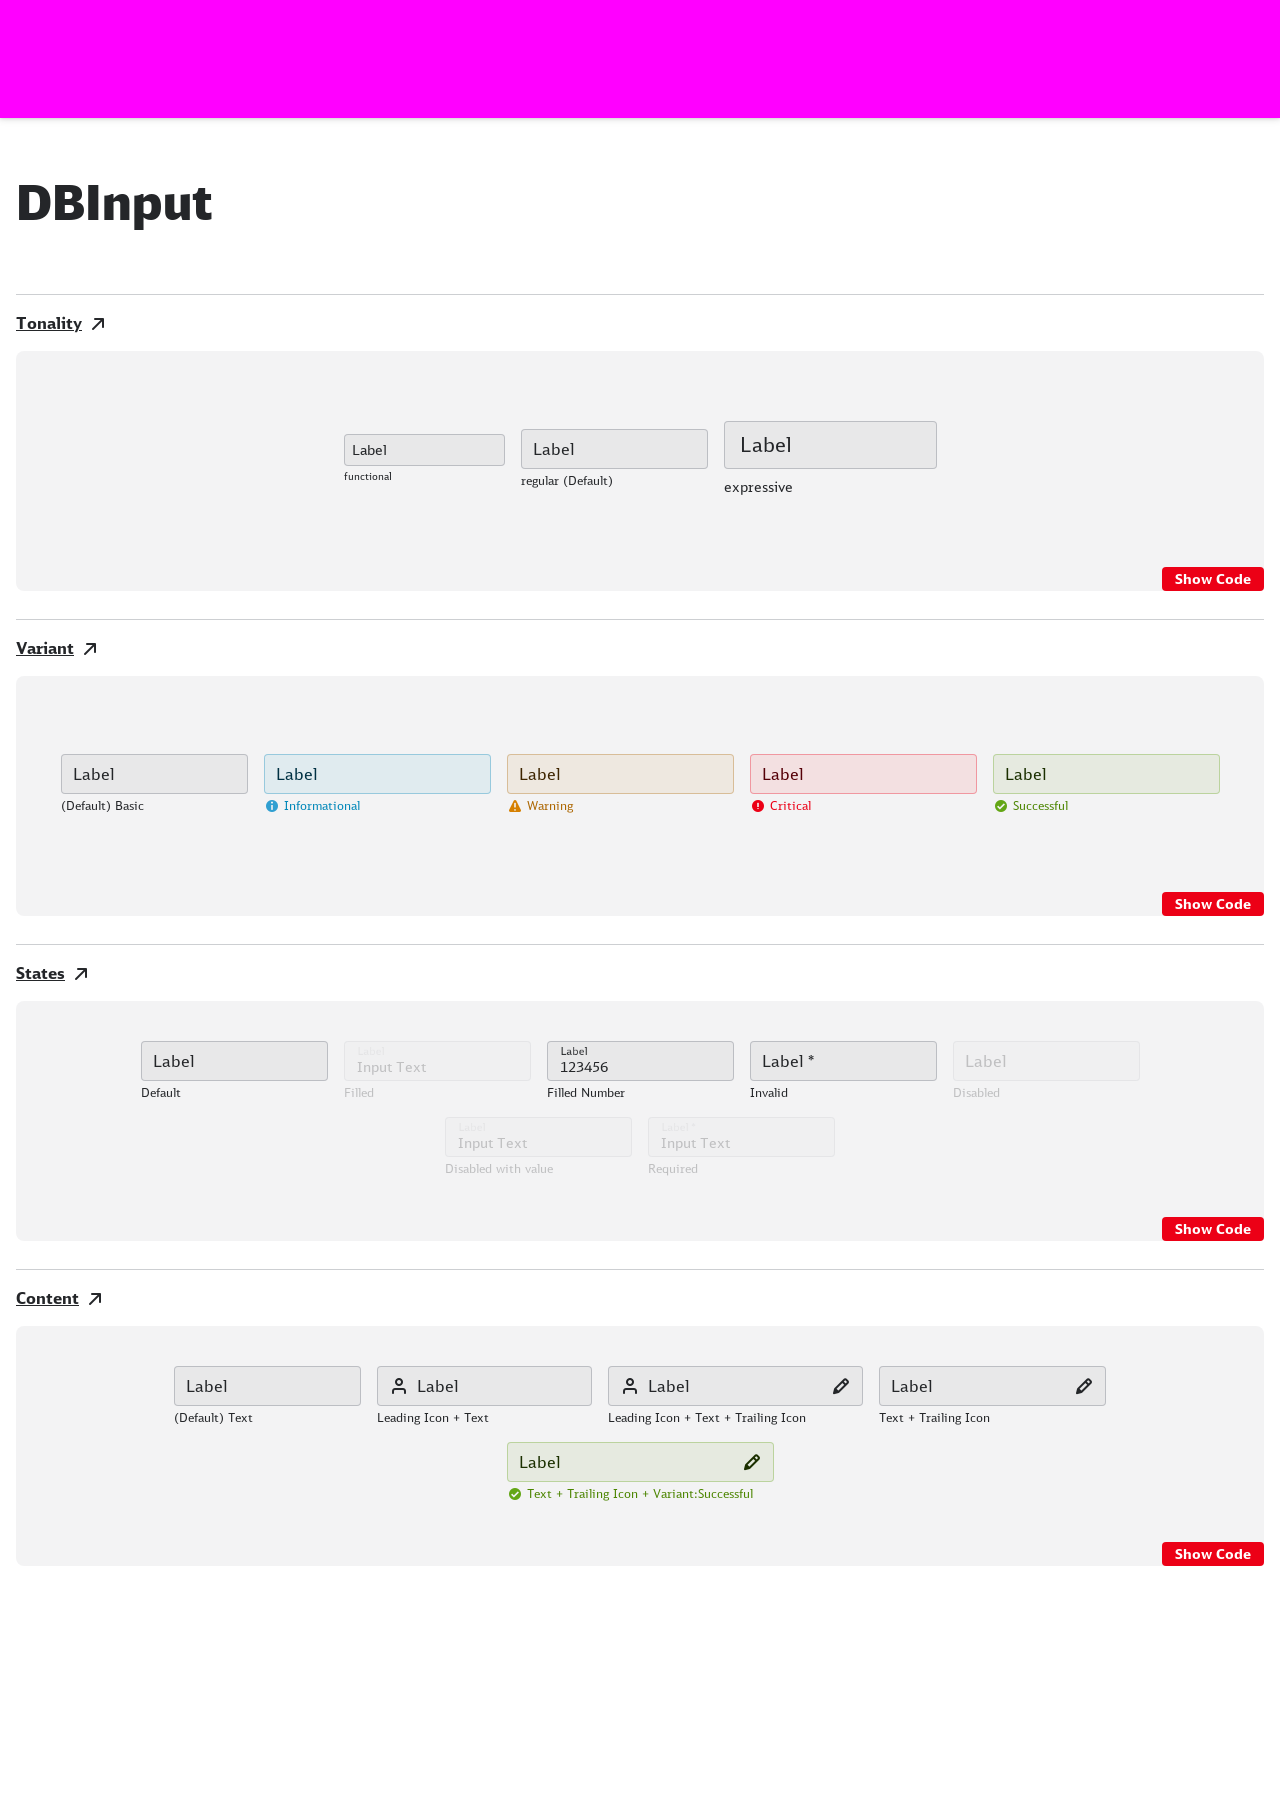 DBInput
Tonality
Label
functional
Label
regular (Default)
Label
expressive
Show Code
Variant
Label
(Default) Basic
Label
Informational
Label
Warning
Label
Critical
Label
Successful
Show Code
States
Label
Default
Label
Input Text
Filled
Label
123456
Filled Number
Label *
Invalid
Label
Disabled
Label
Input Text
Disabled with value
Label *
Input Text
Required
Show Code
Content
Label
(Default) Text
Label
Leading Icon + Text
Label
Leading Icon + Text + Trailing Icon
Label
Text + Trailing Icon
Label
Text + Trailing Icon + Variant:Successful
Show Code